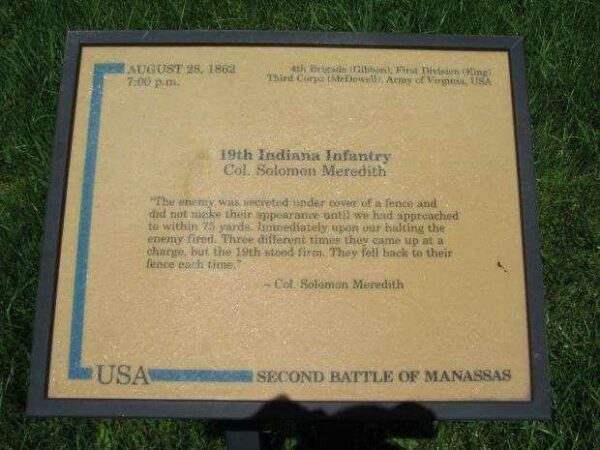 AUGUST 28, 1862
7:00 p.m.
4th Brigade (Gibbon), First Division (King)
Third Corps (McDowell), Army of Virginia, USA
19th Indiana Infantry
Col. Solomon Meredith
"The enemy was secreted under cover of a fence and
did not make their appearance until we had approached
to within 75 yards. Immediately upon our halting the
enemy fired. Three different times they came up at a
charge, but the 19th stood firm. They fell back to their
fence each time."
~ Col. Solomon Meredith
USA
SECOND BATTLE OF MANASSAS